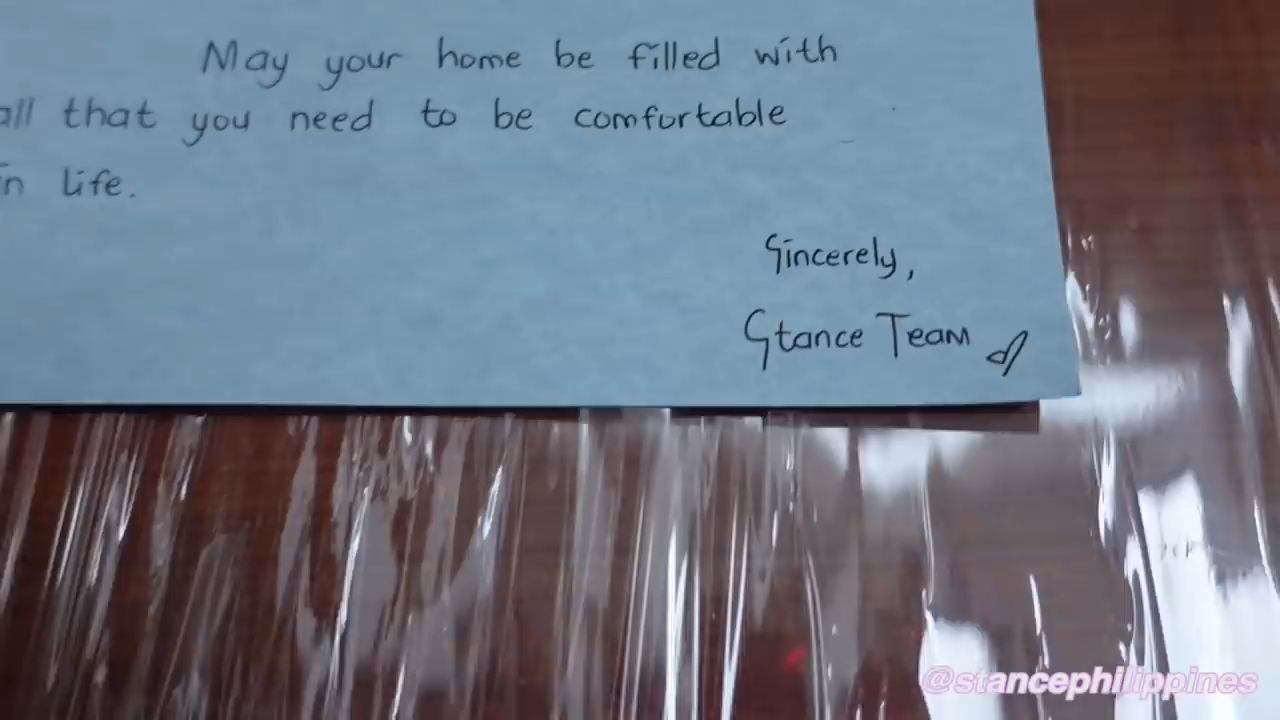 May your home be filled with
all that you need to be comfortable
in life.
Sincerely,
Stance Team
@stancephilippines